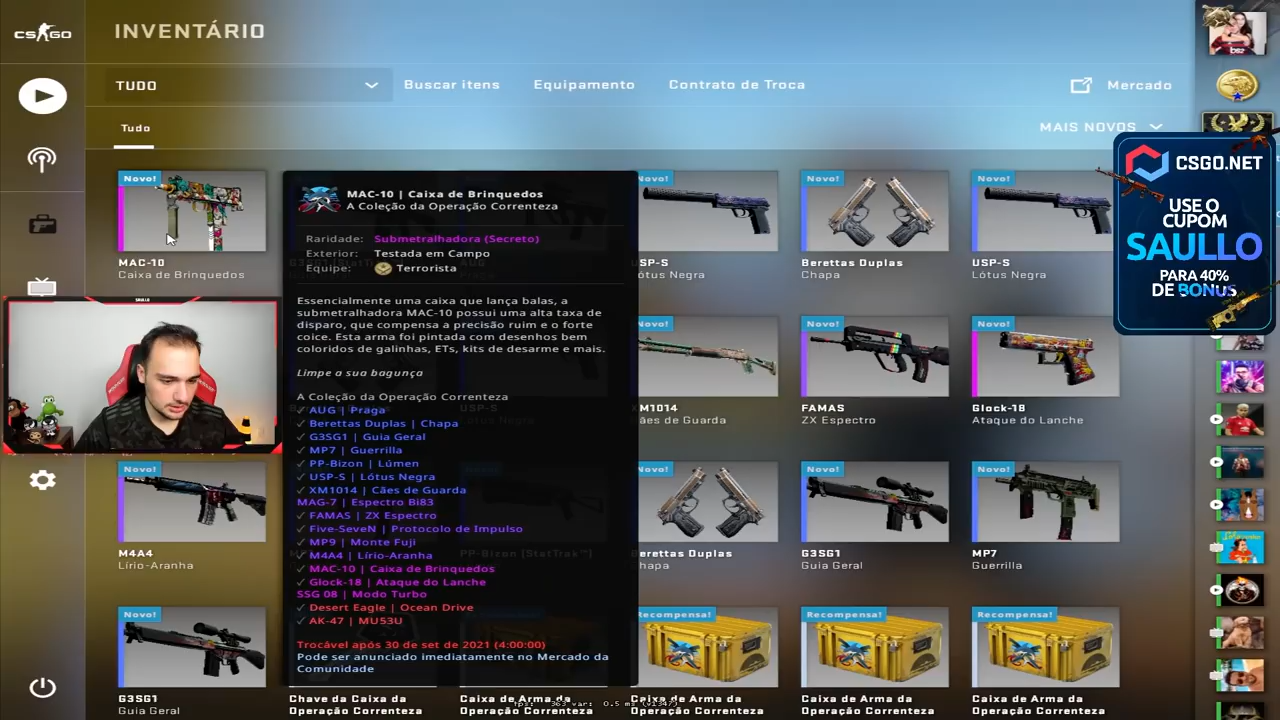 CS GO
INVENTÁRIO
TUDO
Buscar itens
Equipamento
Contrato de Troca
Mercado
Tudo
MAIS NOVOS
CSGO.NET
USE O
CUPOM
SAULLO
PARA 40%
DE BONUS
Novo!
MAC-10
Caixa de Brinquedos
MAC-10 | Caixa de Brinquedos
A Coleção da Operação Correnteza
Raridade: Submetralhadora (Secreto)
Exterior: Testada em Campo
Equipe: Terrorista
Essencialmente uma caixa que lança balas, a
submetralhadora MAC-10 possui uma alta taxa de
disparo, que compensa a precisão ruim e o forte
coice. Esta arma foi pintada com desenhos bem
coloridos de galinhas, ETs, kits de desarme e mais.
Limpe a sua bagunça
A Coleção da Operação Correnteza
✓ AUG | Praga
✓ Berettas Duplas | Chapa
✓ G3SG1 | Guia Geral
✓ MP7 | Guerrilla
✓ PP-Bizon | Lúmen
✓ USP-S | Lótus Negra
✓ XM1014 | Cães de Guarda
MAG-7 | Espectro Bi83
✓ FAMAS | ZX Espectro
✓ Five-SeveN | Protocolo de Impulso
✓ MP9 | Monte Fuji
✓ M4A4 | Lírio-Aranha
✓ MAC-10 | Caixa de Brinquedos
✓ Glock-18 | Ataque do Lanche
SSG 08 | Modo Turbo
✓ Desert Eagle | Ocean Drive
✓ AK-47 | MU53U
Trocável após 30 de set de 2021 (4:00:00)
Pode ser anunciado imediatamente no Mercado da
Comunidade
Novo!
USP-S
Lótus Negra
Novo!
Berettas Duplas
Chapa
Novo!
USP-S
Lótus Negra
SAULLO
Novo!
XM1014
Cães de Guarda
Novo!
FAMAS
ZX Espectro
Novo!
Glock-18
Ataque do Lanche
Novo!
M4A4
Lírio-Aranha
PP-Bizon (StatTrak™)
Novo!
Berettas Duplas
Chapa
Novo!
G3SG1
Guia Geral
Novo!
MP7
Guerrilla
Novo!
G3SG1
Guia Geral
Chave da Caixa da
Operação Correnteza
Caixa de Arma da
Operação Correnteza
Recompensa!
Caixa de Arma da
Operação Correnteza
Recompensa!
Caixa de Arma da
Operação Correnteza
Recompensa!
Caixa de Arma da
Operação Correnteza